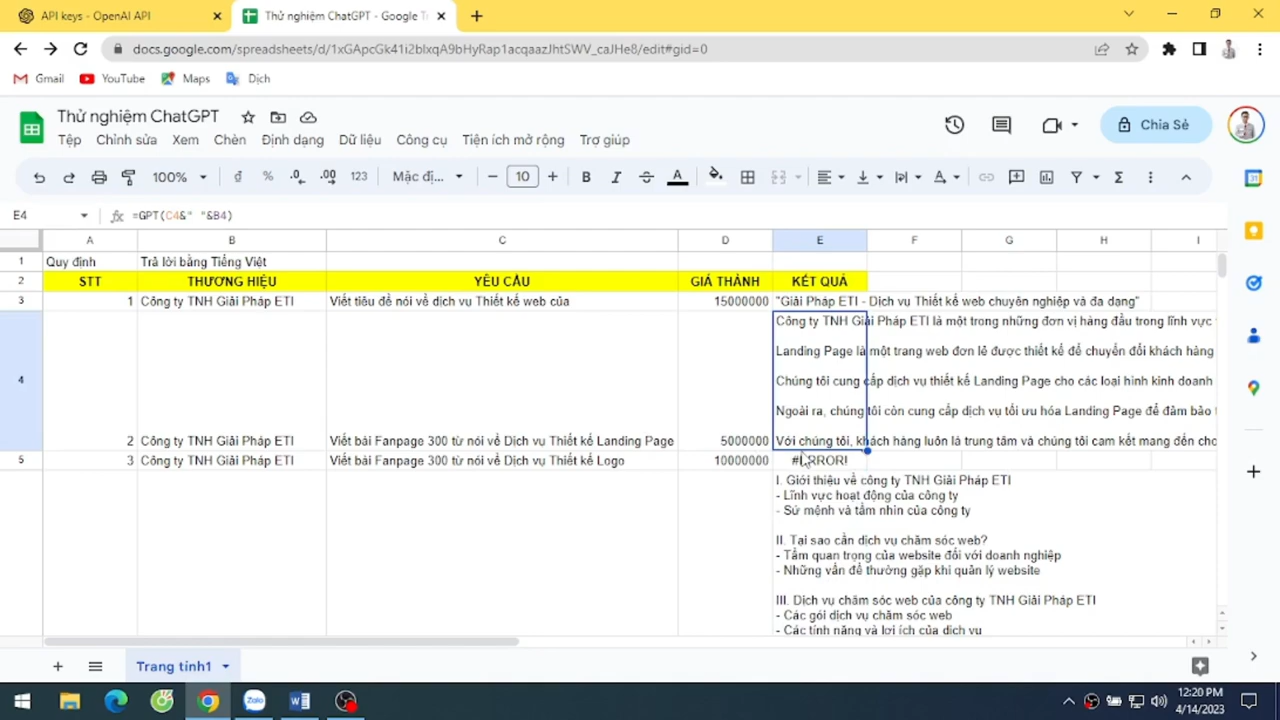 API keys - OpenAI API
Thử nghiệm ChatGPT - Google Tr
docs.google.com/spreadsheets/d/1xGApcGk41i2blxqA9bHyRap1acqaazJhtSWV_caJHe8/edit#gid=0
Gmail YouTube Maps Dịch
Thử nghiệm ChatGPT
Chia Sẻ
Tệp Chỉnh sửa Xem Chèn Định dạng Dữ liệu Công cụ Tiện ích mở rộng Trợ giúp
100% đ % .0 .00 123 Mặc đị... 10 B I A
E4 fx =GPT(C4&" "&B4)
A B C D E F G H I
1 Quy định Trả lời bằng Tiếng Việt
2 STT THƯƠNG HIỆU YÊU CẦU GIÁ THÀNH KẾT QUẢ
3 1 Công ty TNH Giải Pháp ETI Viết tiêu đề nói về dịch vụ Thiết kế web của 15000000 "Giải Pháp ETI - Dịch vụ Thiết kế web chuyên nghiệp và đa dạng"
Công ty TNH Giải Pháp ETI là một trong những đơn vị hàng đầu trong lĩnh vực
Landing Page là một trang web đơn lẻ được thiết kế để chuyển đổi khách hàng
4
Chúng tôi cung cấp dịch vụ thiết kế Landing Page cho các loại hình kinh doanh
Ngoài ra, chúng tôi còn cung cấp dịch vụ tối ưu hóa Landing Page để đảm bảo
2 Công ty TNH Giải Pháp ETI Viết bài Fanpage 300 từ nói về Dịch vụ Thiết kế Landing Page 5000000 Với chúng tôi, khách hàng luôn là trung tâm và chúng tôi cam kết mang đến cho
5 3 Công ty TNH Giải Pháp ETI Viết bài Fanpage 300 từ nói về Dịch vụ Thiết kế Logo 10000000 #ERROR!
I. Giới thiệu về công ty TNH Giải Pháp ETI
- Lĩnh vực hoạt động của công ty
- Sứ mệnh và tầm nhìn của công ty
II. Tại sao cần dịch vụ chăm sóc web?
- Tầm quan trọng của website đối với doanh nghiệp
- Những vấn đề thường gặp khi quản lý website
III. Dịch vụ chăm sóc web của công ty TNH Giải Pháp ETI
- Các gói dịch vụ chăm sóc web
- Các tính năng và lợi ích của dịch vụ
Trang tính1
Zalo
12:20 PM
4/14/2023